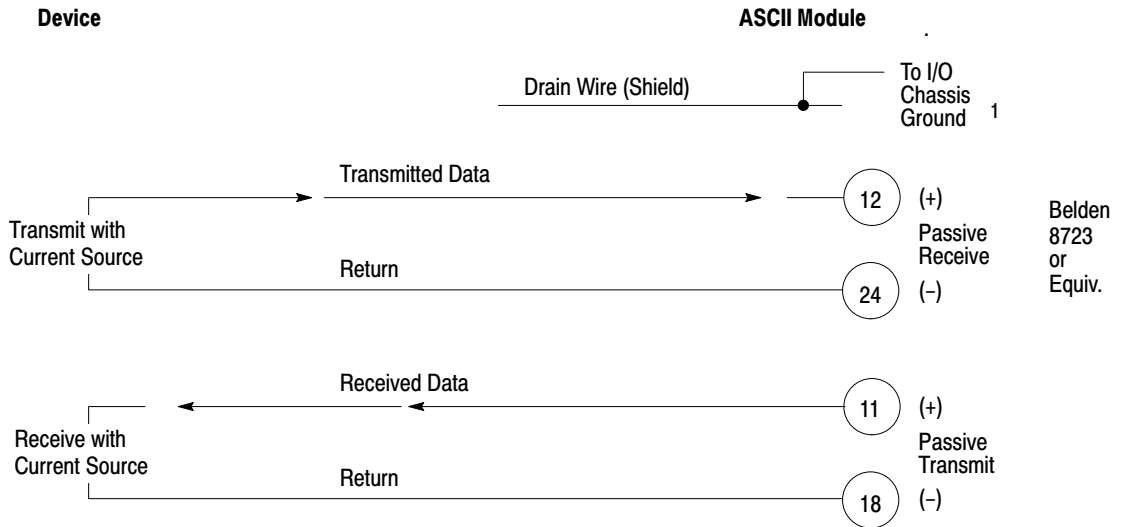 Device
ASCII Module
.
Drain Wire (Shield)
To I/O
Chassis
Ground 1
Transmitted Data
12 (+)
Transmit with
Current Source
Passive
Receive
Belden
8723
or
Equiv.
Return
24 (–)
Received Data
11 (+)
Receive with
Current Source
Passive
Transmit
Return
18 (–)